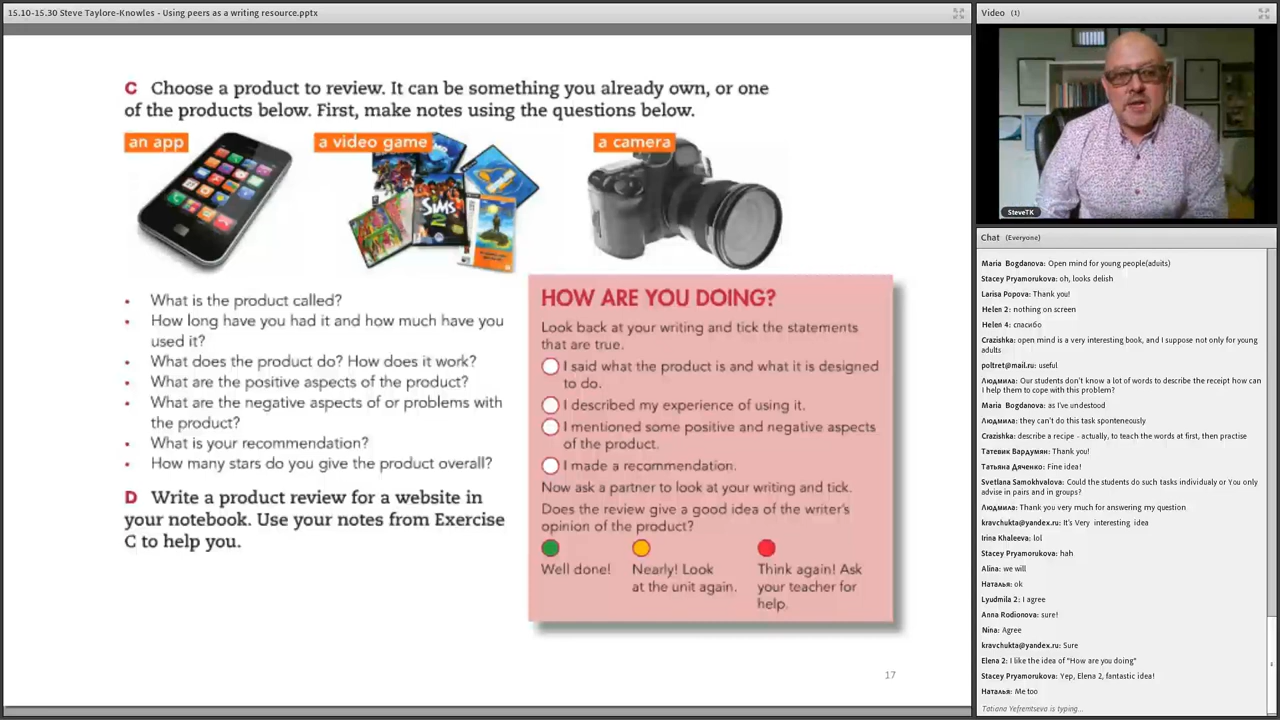 15.10-15.30 Steve Taylore-Knowles - Using peers as a writing resource.pptx
C Choose a product to review. It can be something you already own, or one
of the products below. First, make notes using the questions below.
an app
a video game
a camera
SIMS
2
• What is the product called?
• How long have you had it and how much have you
used it?
• What does the product do? How does it work?
• What are the positive aspects of the product?
• What are the negative aspects of or problems with
the product?
• What is your recommendation?
• How many stars do you give the product overall?
D Write a product review for a website in
your notebook. Use your notes from Exercise
C to help you.
HOW ARE YOU DOING?
Look back at your writing and tick the statements
that are true.
I said what the product is and what it is designed
to do.
I described my experience of using it.
I mentioned some positive and negative aspects
of the product.
I made a recommendation.
Now ask a partner to look at your writing and tick.
Does the review give a good idea of the writer's
opinion of the product?
Well done!
Nearly! Look
at the unit again.
Think again! Ask
your teacher for
help.
17
Video (1)
SteveTK
Chat (Everyone)
Maria Bogdanova: Open mind for young people(adults)
Stacey Pryamorukova: oh, looks delish
Larisa Popova: Thank you!
Helen 2: nothing on screen
Helen 4: спасибо
Crazishka: open mind is a very interesting book, and I suppose not only for young
adults
poltret@mail.ru: useful
Людмила: Our students don't know a lot of words to describe the receipt how can
I help them to cope with this problem?
Maria Bogdanova: as I've undestood
Людмила: they can't do this task sponteneously
Crazishka: describe a recipe - actually, to teach the words at first, then practise
Татевик Вардумян: Thank you!
Татьяна Дяченко: Fine idea!
Svetlana Samokhvalova: Could the students do such tasks individualy or You only
advise in pairs and in groups?
Людмила: Thank you very much for answering my question
kravchukta@yandex.ru: It's Very interesting idea
Irina Khaleeva: lol
Stacey Pryamorukova: hah
Alina: we will
Наталья: ok
Lyudmila 2: I agree
Anna Rodionova: sure!
Nina: Agree
kravchukta@yandex.ru: Sure
Elena 2: I like the idea of "How are you doing"
Stacey Pryamorukova: Yep, Elena 2, fantastic idea!
Наталья: Me too
Tatiana Yefremtseva is typing...